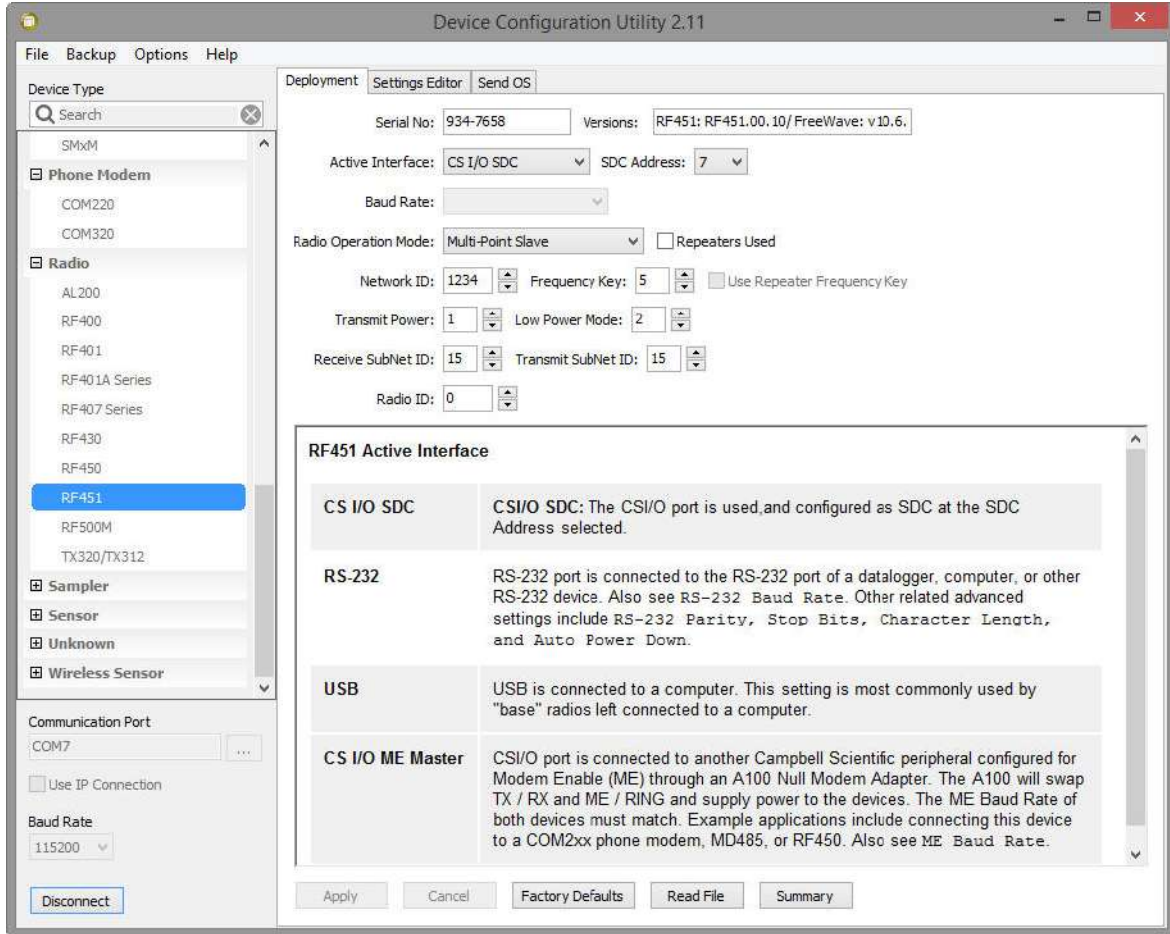 Device Configuration Utility 2.11
File Backup Options Help
Device Type
Search
SMxM
Phone Modem
COM220
COM320
Radio
AL200
RF400
RF401
RF401A Series
RF407 Series
RF430
RF450
RF451
RF500M
TX320/TX312
Sampler
Sensor
Unknown
Wireless Sensor
Communication Port
COM7 ...
Use IP Connection
Baud Rate
115200
Disconnect
Deployment Settings Editor Send OS
Serial No: 934-7658 Versions: RF451: RF451.00.10/ FreeWave: v10.6.
Active Interface: CS I/O SDC SDC Address: 7
Baud Rate:
Radio Operation Mode: Multi-Point Slave Repeaters Used
Network ID: 1234 Frequency Key: 5 Use Repeater Frequency Key
Transmit Power: 1 Low Power Mode: 2
Receive SubNet ID: 15 Transmit SubNet ID: 15
Radio ID: 0
RF451 Active Interface
CS I/O SDC CSI/O SDC: The CSI/O port is used,and configured as SDC at the SDC
Address selected.
RS-232 RS-232 port is connected to the RS-232 port of a datalogger, computer, or other
RS-232 device. Also see RS-232 Baud Rate. Other related advanced
settings include RS-232 Parity, Stop Bits, Character Length,
and Auto Power Down.
USB USB is connected to a computer. This setting is most commonly used by
"base" radios left connected to a computer.
CS I/O ME Master CSI/O port is connected to another Campbell Scientific peripheral configured for
Modem Enable (ME) through an A100 Null Modem Adapter. The A100 will swap
TX / RX and ME / RING and supply power to the devices. The ME Baud Rate of
both devices must match. Example applications include connecting this device
to a COM2xx phone modem, MD485, or RF450. Also see ME Baud Rate.
Apply Cancel Factory Defaults Read File Summary